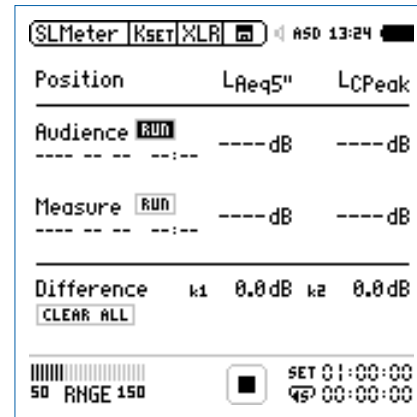 SLMeter KSET XLR ASD 13:24
Position LAeq5" LCPeak
Audience RUN ----dB ----dB
---- -- -- --:--
Measure RUN ----dB ----dB
---- -- -- --:--
Difference k1 0.0dB k2 0.0dB
CLEAR ALL
SET 01:00:00
50 RNGE 150 00:00:00